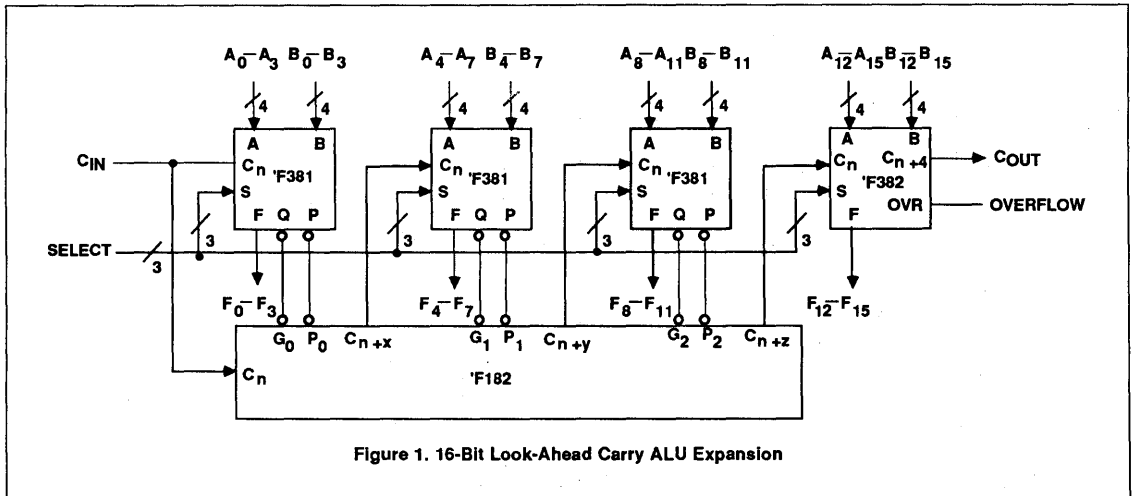 A0–A3 B0–B3 A4–A7 B4–B7 A8–A11 B8–B11 A12–A15 B12–B15
4 4 4 4 4 4 4 4
A B A B A B A B
CIN Cn 'F381 Cn 'F381 Cn 'F381 Cn Cn+4 COUT
S S S S 'F382
F Q P F Q P F Q P F OVR OVERFLOW
3 3 3 3
SELECT 3
F0–F3 F4–F7 F8–F11 F12–F15
G0 P0 Cn+x G1 P1 Cn+y G2 P2 Cn+z
Cn 'F182
Figure 1. 16-Bit Look-Ahead Carry ALU Expansion